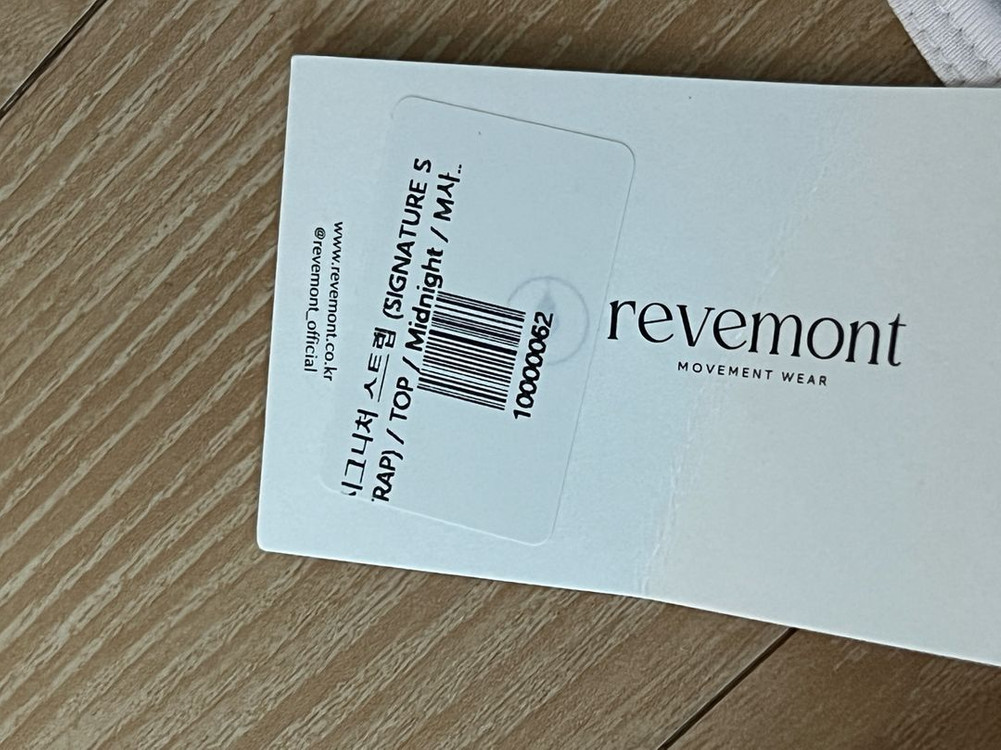 revemont
MOVEMENT WEAR
시그니처 스트랩 (SIGNATURE S
TRAP) / TOP / Midnight / M사..
10000062
www.revemont.co.kr
@revemont_official